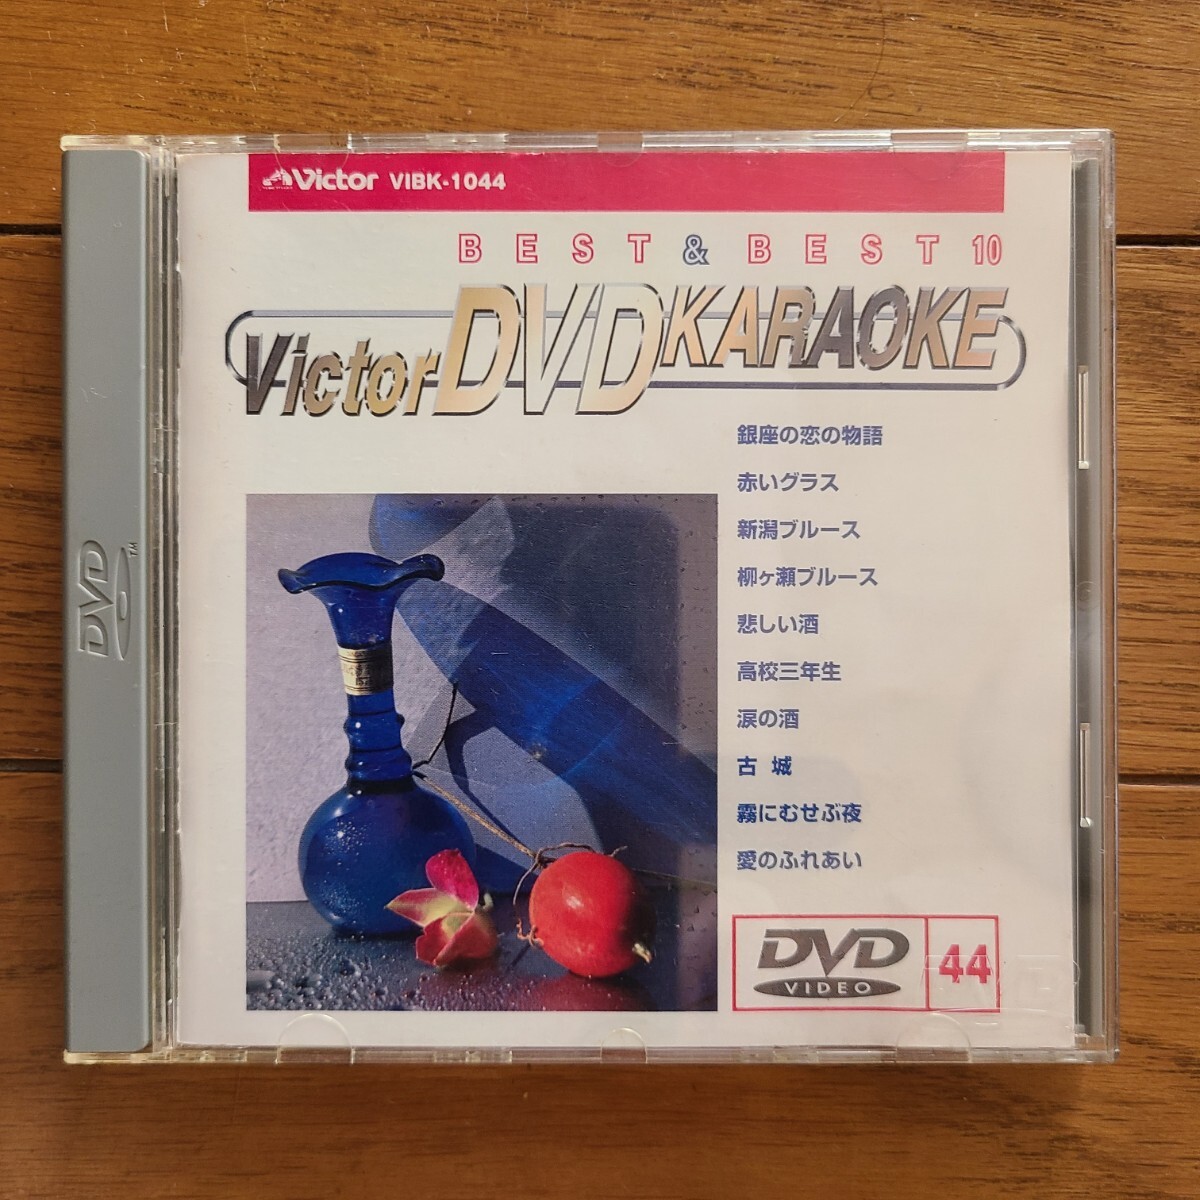 Victor VIBK-1044
BEST & BEST 10
Victor DVD KARAOKE
銀座の恋の物語
赤いグラス
新潟ブルース
柳ヶ瀬ブルース
悲しい酒
高校三年生
涙の酒
古 城
霧にむせぶ夜
愛のふれあい
DVD
VIDEO
44
DVD
TM